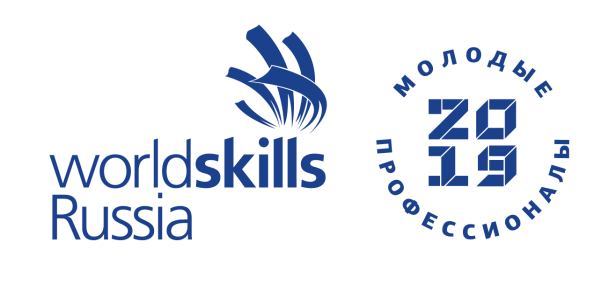 worldskills
Russia
МОЛОДЫЕ
20
19
ПРОФЕССИОНАЛЫ